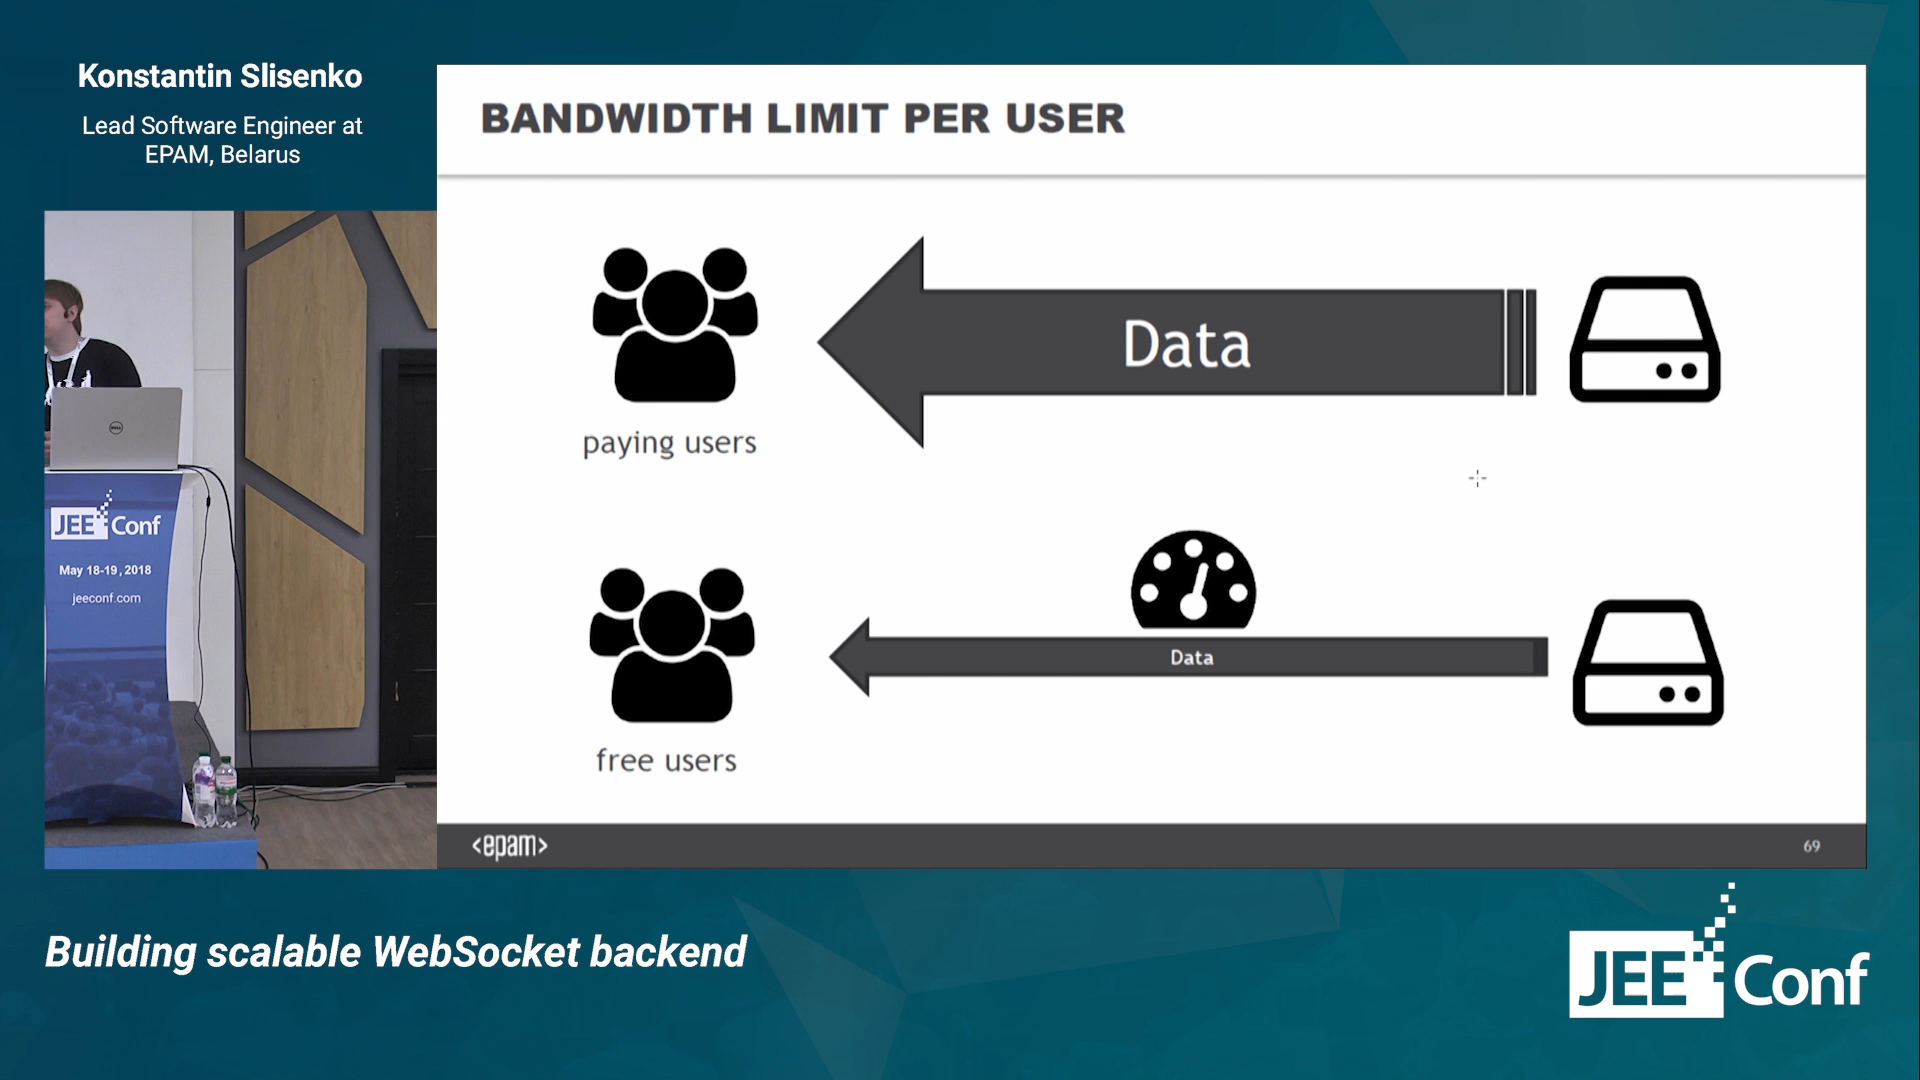 Konstantin Slisenko
Lead Software Engineer at
EPAM, Belarus
BANDWIDTH LIMIT PER USER
Data
paying users
Data
free users
<epam>
69
DELL
JEE Conf
May 18-19, 2018
jeeconf.com
Building scalable WebSocket backend
JEE Conf